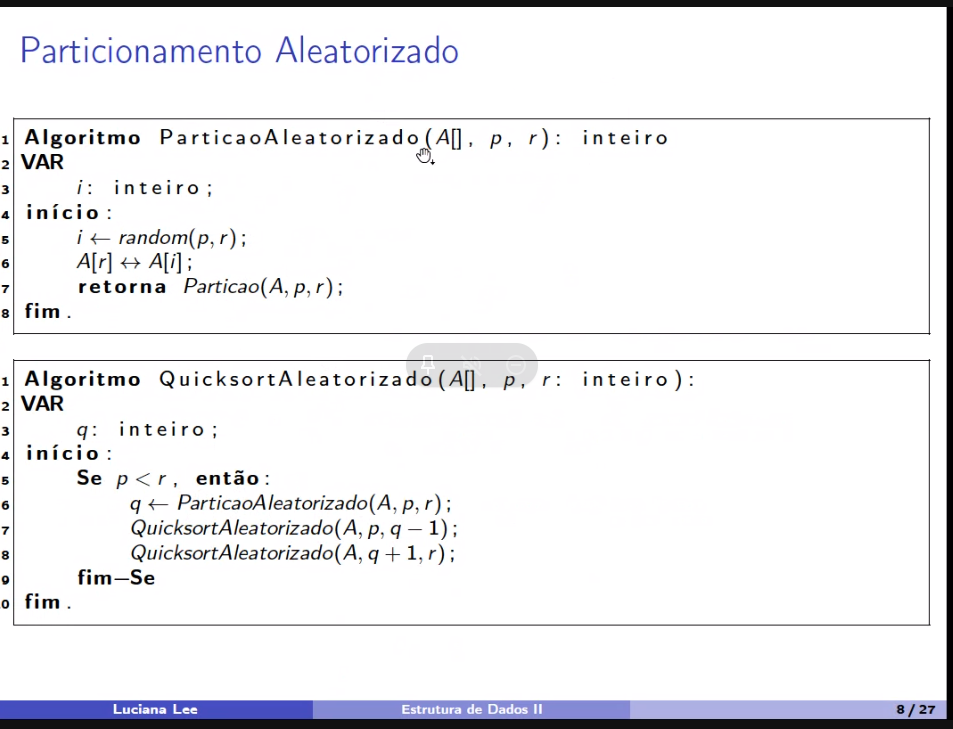 Particionamento Aleatorizado
1 Algoritmo ParticaoAleatorizado(A[], p, r): inteiro
2 VAR
3 i: inteiro;
4 início:
5 i ← random(p, r);
6 A[r] ↔ A[i];
7 retorna Particao(A, p, r);
8 fim.
1 Algoritmo QuicksortAleatorizado(A[], p, r: inteiro):
2 VAR
3 q: inteiro;
4 início:
5 Se p < r, então:
6 q ← ParticaoAleatorizado(A, p, r);
7 QuicksortAleatorizado(A, p, q − 1);
8 QuicksortAleatorizado(A, q + 1, r);
9 fim−Se
0 fim.
Luciana Lee Estrutura de Dados II 8 / 27